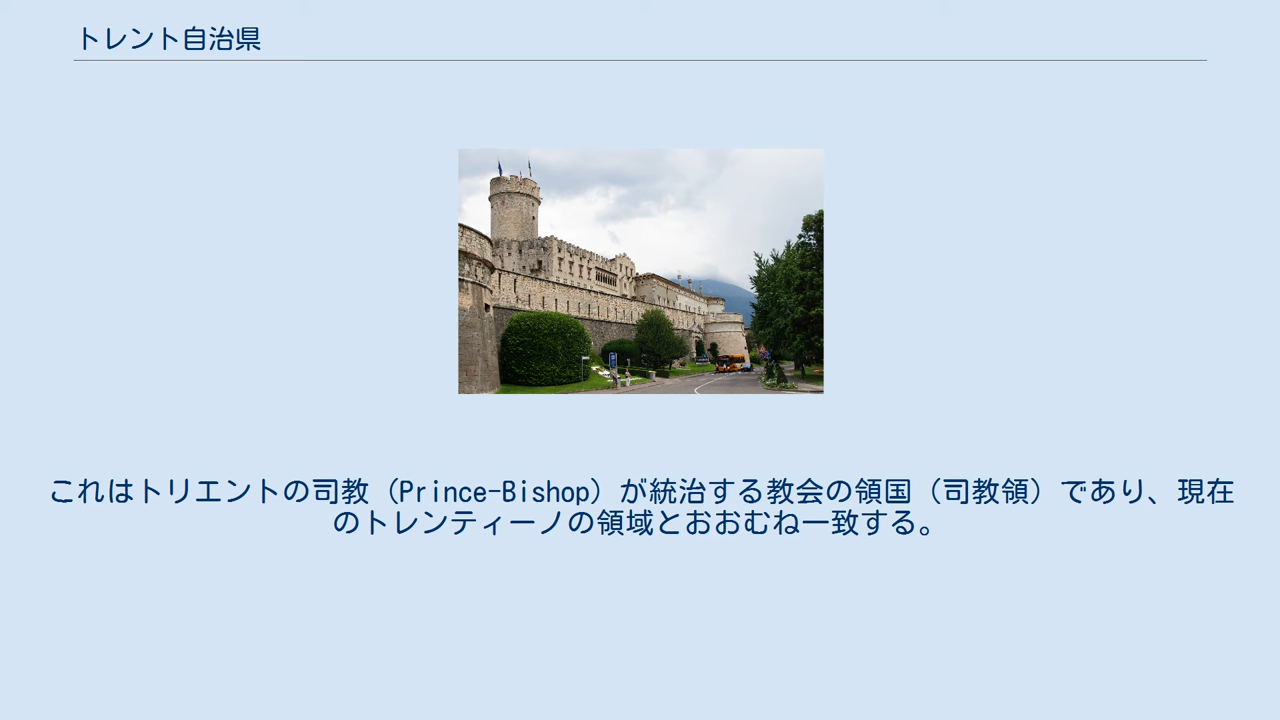 トレント自治県
これはトリエントの司教（Prince-Bishop）が統治する教会の領国（司教領）であり、現在
のトレンティーノの領域とおおむね一致する。